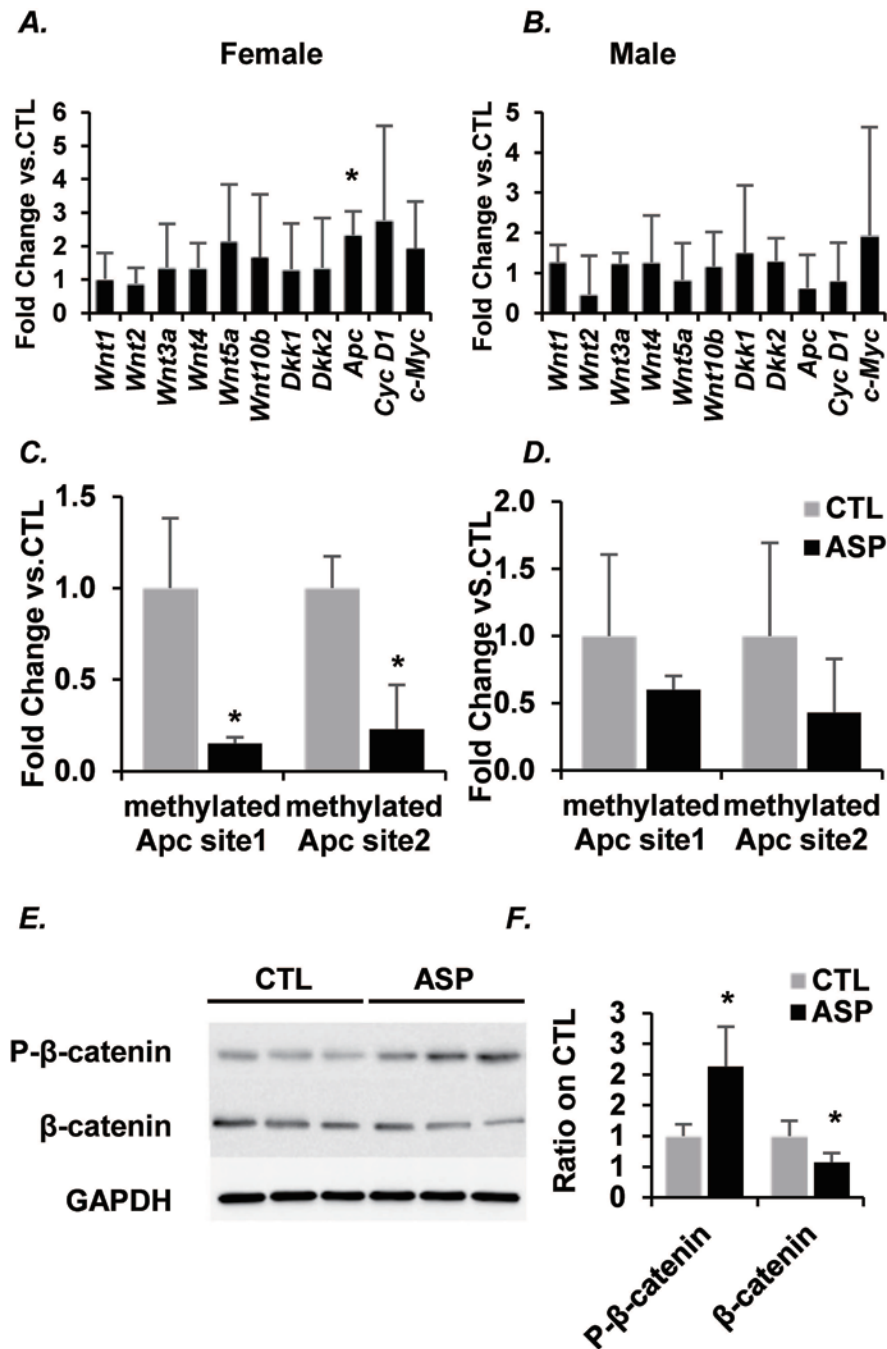 A.
Female
Fold Change vs.CTL
6
5
4
3
2
1
0
*
Wnt1
Wnt2
Wnt3a
Wnt4
Wnt5a
Wnt10b
Dkk1
Dkk2
Apc
Cyc D1
c-Myc
B.
Male
Fold Change vs.CTL
5
4
3
2
1
0
Wnt1
Wnt2
Wnt3a
Wnt4
Wnt5a
Wnt10b
Dkk1
Dkk2
Apc
Cyc D1
c-Myc
C.
Fold Change vs.CTL
1.5
1.0
0.5
0.0
*
*
methylated
Apc site1
methylated
Apc site2
D.
Fold Change vS.CTL
2.0
1.5
1.0
0.5
0.0
CTL
ASP
methylated
Apc site1
methylated
Apc site2
E.
CTL
ASP
P-β-catenin
β-catenin
GAPDH
F.
CTL
ASP
Ratio on CTL
3
3
2
2
1
1
0
*
*
P-β-catenin
β-catenin